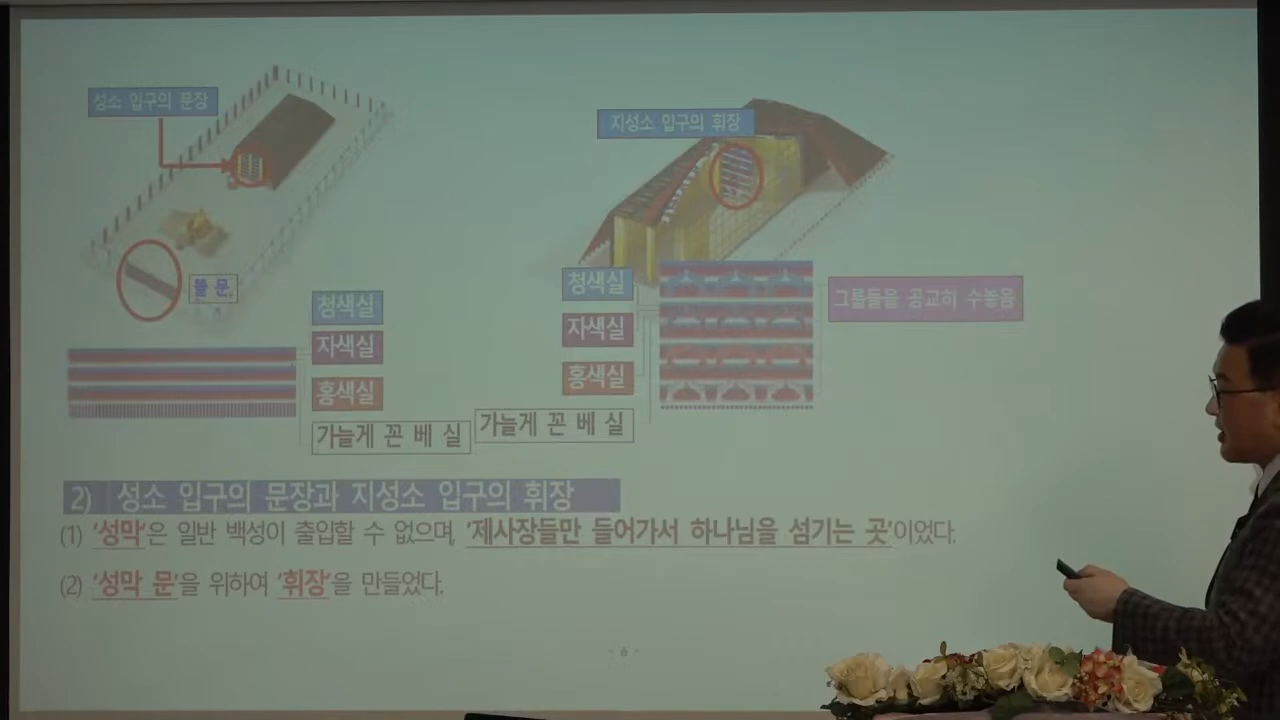 성소 입구의 문장
지성소 입구의 휘장
뜰 문
청색실
자색실
홍색실
가늘게 꼰 베 실
청색실
자색실
홍색실
가늘게 꼰 베 실
그룹들을 공교히 수놓음
2) 성소 입구의 문장과 지성소 입구의 휘장
(1) '성막'은 일반 백성이 출입할 수 없으며, '제사장들만 들어가서 하나님을 섬기는 곳'이었다.
(2) '성막 문'을 위하여 '휘장'을 만들었다.
- 6 -